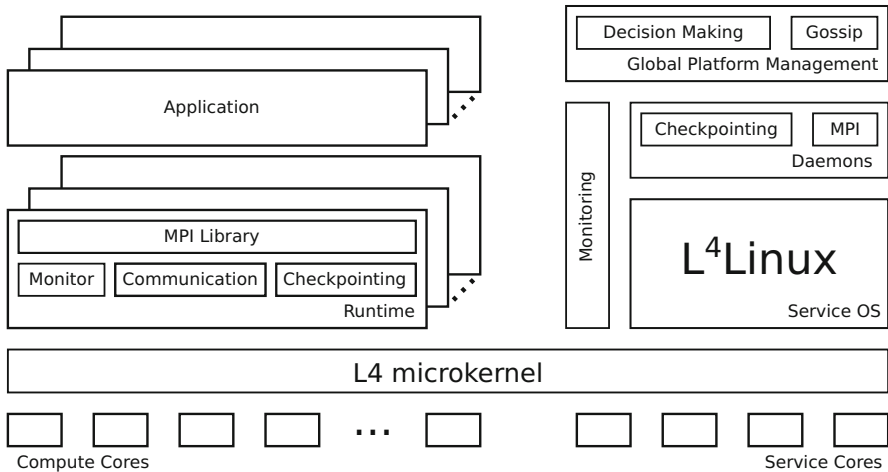 Application
MPI Library
Monitor Communication Checkpointing
Runtime
Decision Making Gossip
Global Platform Management
Monitoring
Checkpointing MPI
Daemons
L⁴Linux
Service OS
L4 microkernel
...
Compute Cores Service Cores